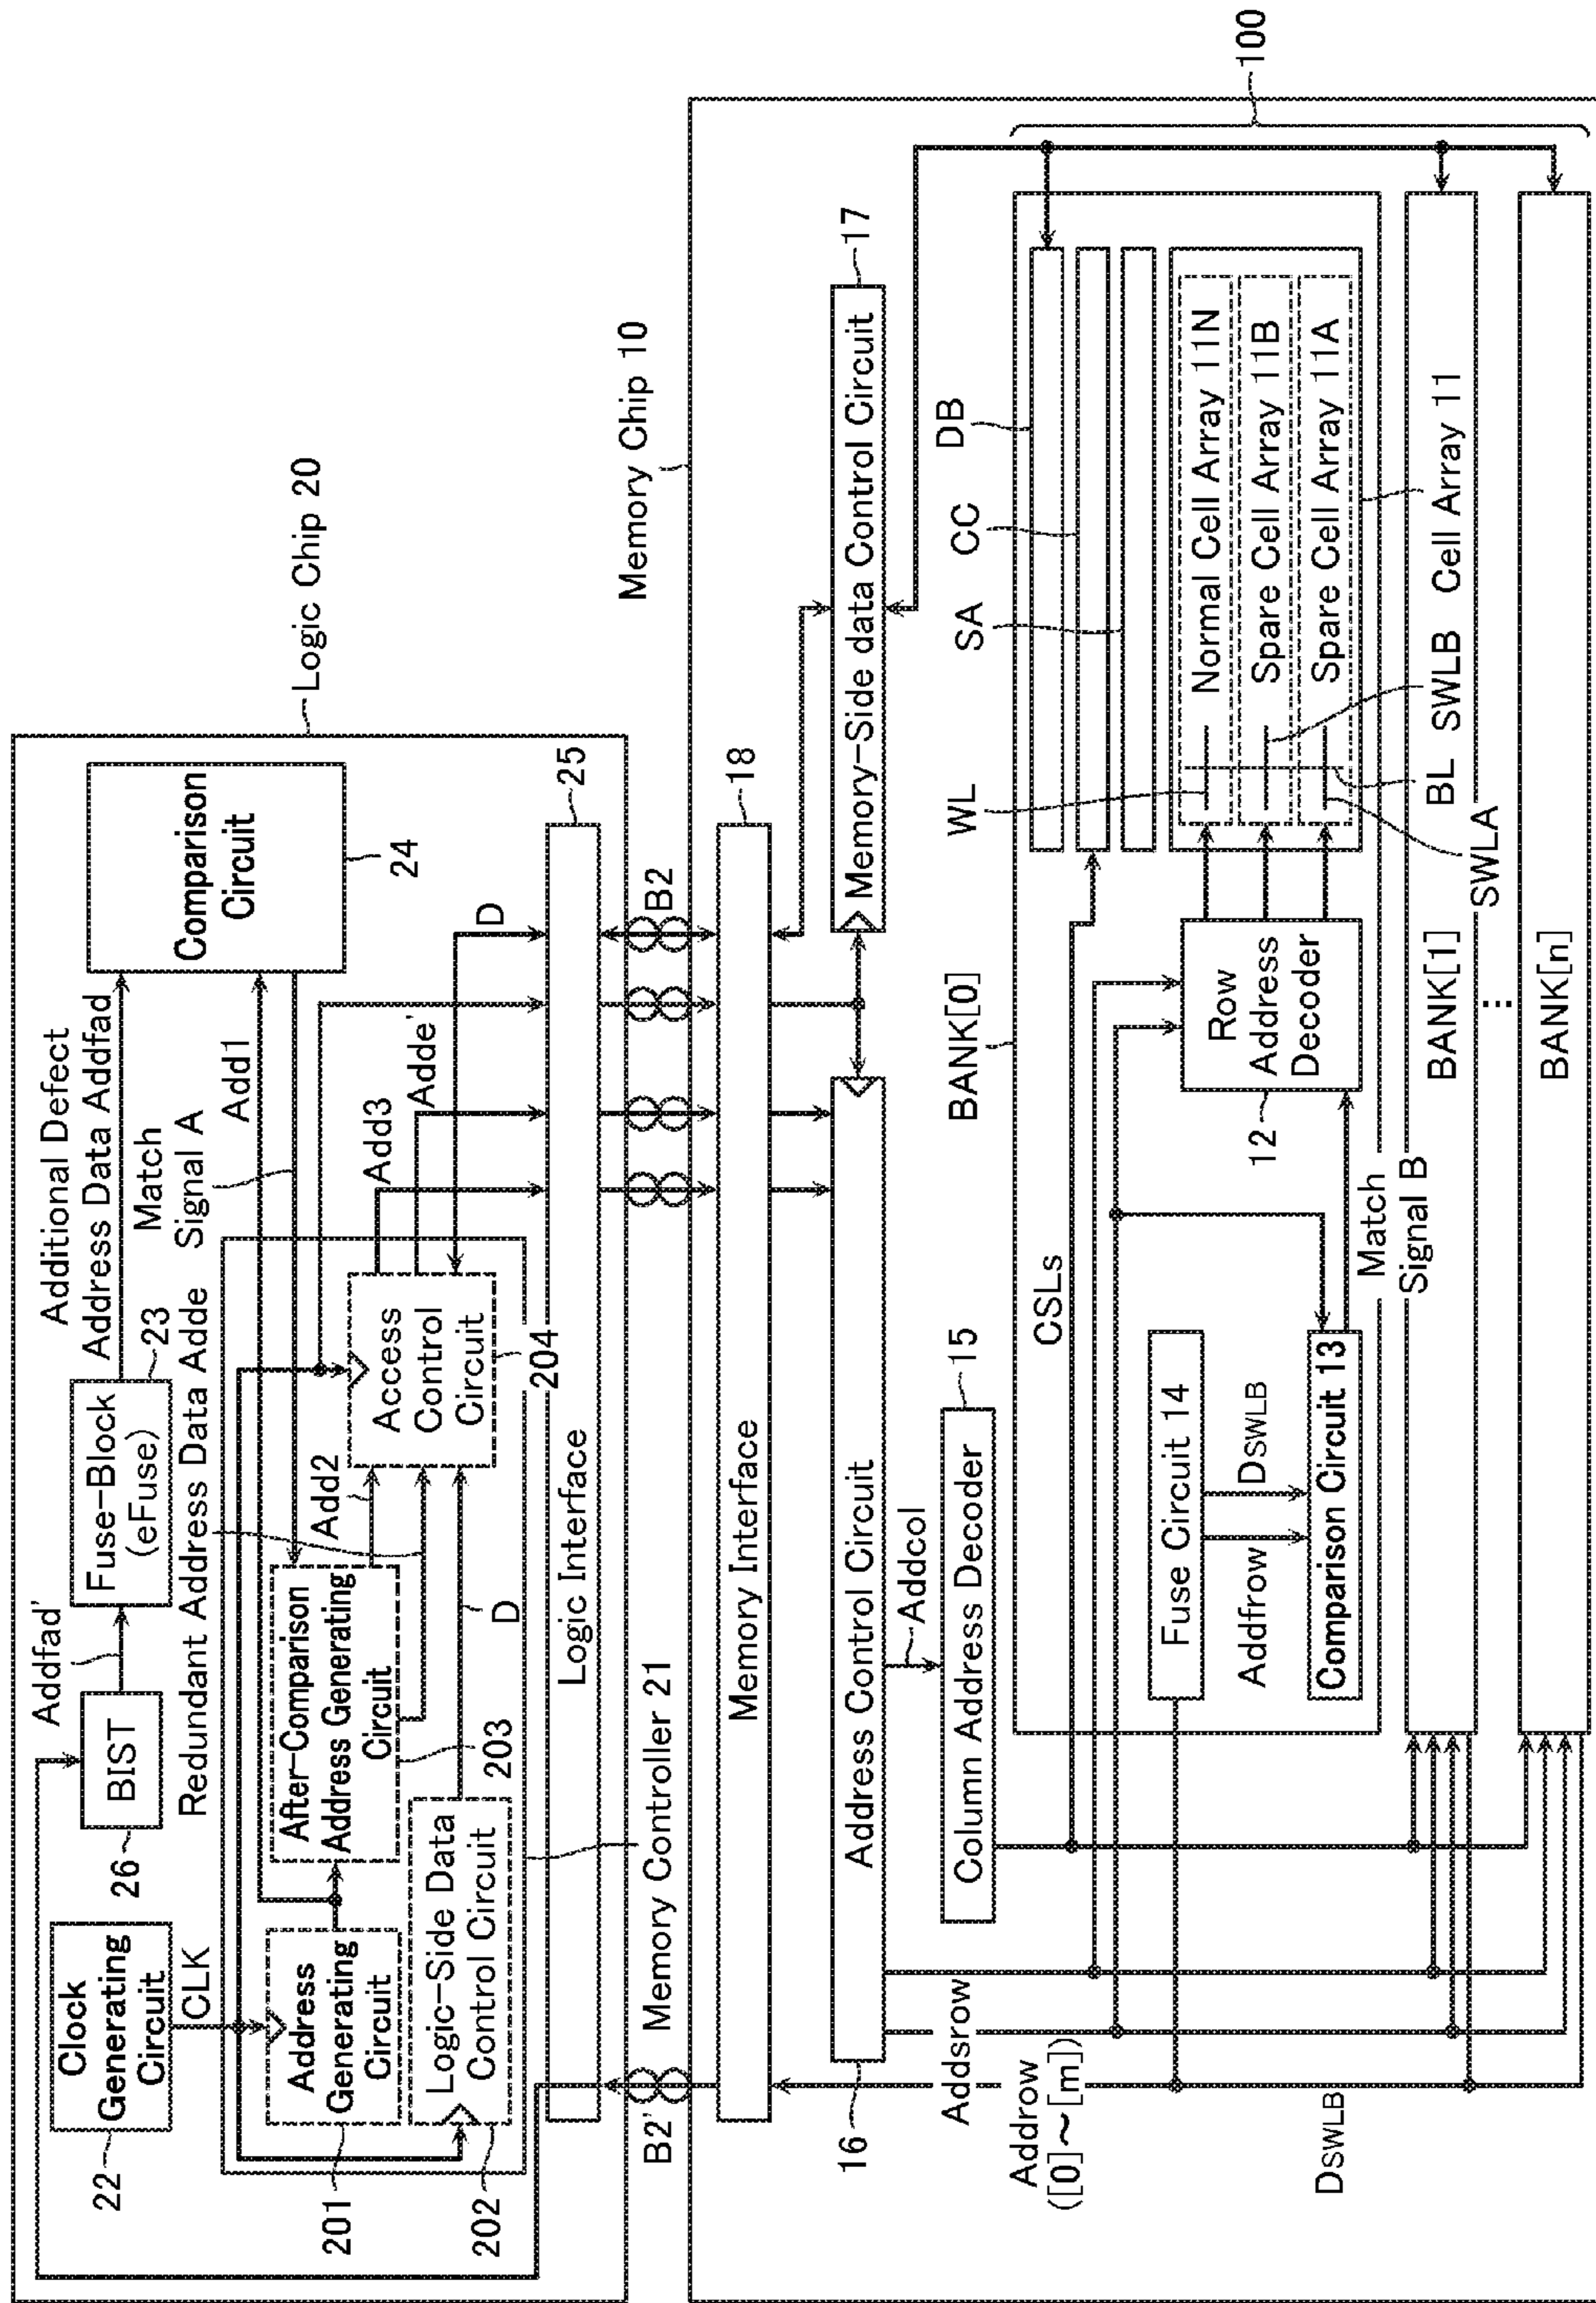 Logic Chip 20
Clock
Generating
Circuit
22
CLK
BIST
26
Addfad'
Fuse-Block
(eFuse)
23
Additional Defect
Address Data Addfad
Comparison
Circuit
24
Match
Signal A
Add1
Redundant Address Data Adde
Address
Generating
Circuit
201
Logic-Side Data
Control Circuit
202
After-Comparison
Address Generating
Circuit
203
Add2
D
Access
Control
Circuit
204
Add3
Adde'
D
Memory Controller 21
Logic Interface
25
B2'
B2
Memory Chip 10
Memory Interface
18
Address Control Circuit
16
Memory-Side data Control Circuit
17
Addcol
Column Address Decoder
15
Addsrow
Addrow
([0]~[m])
DSWLB
CSLs
BANK[0]
Fuse Circuit 14
Addfrow
DSWLB
Comparison Circuit 13
Match
Signal B
Row
Address
Decoder
12
WL
SA
CC
DB
Normal Cell Array 11N
Spare Cell Array 11B
Spare Cell Array 11A
BL
SWLB
Cell Array 11
SWLA
BANK[1]
⋮
BANK[n]
100